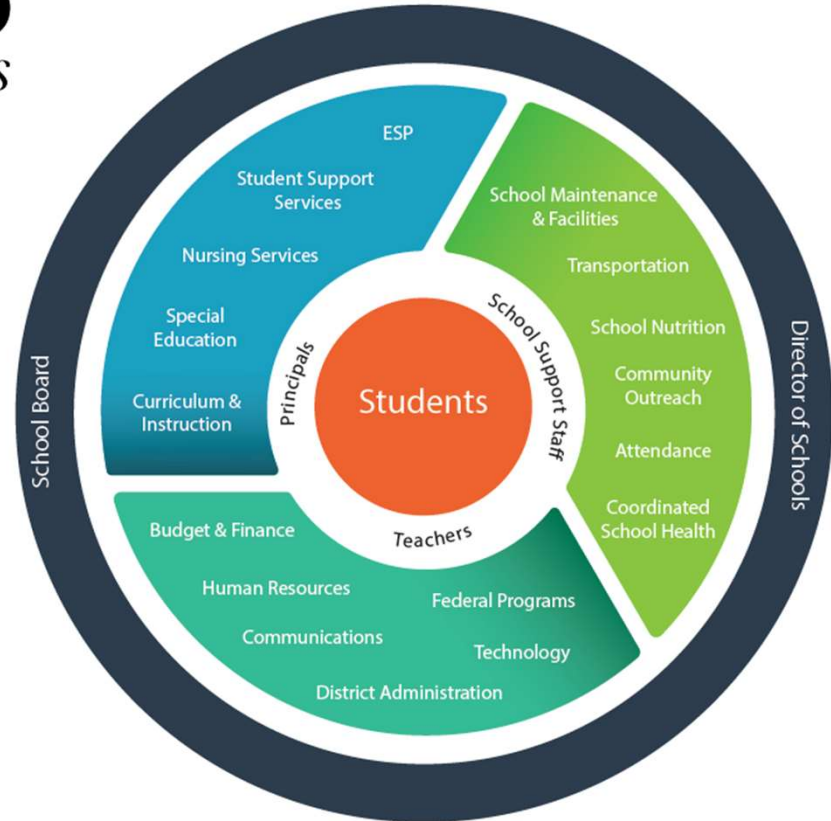 ESP
Student Support
Services
Nursing Services
Special
Education
Curriculum &
Instruction
School Maintenance
& Facilities
Transportation
School Nutrition
Community
Outreach
Attendance
Coordinated
School Health
Budget & Finance
Human Resources
Communications
Federal Programs
Technology
District Administration
Principals
School Support Staff
Teachers
Students
School Board
Director of Schools